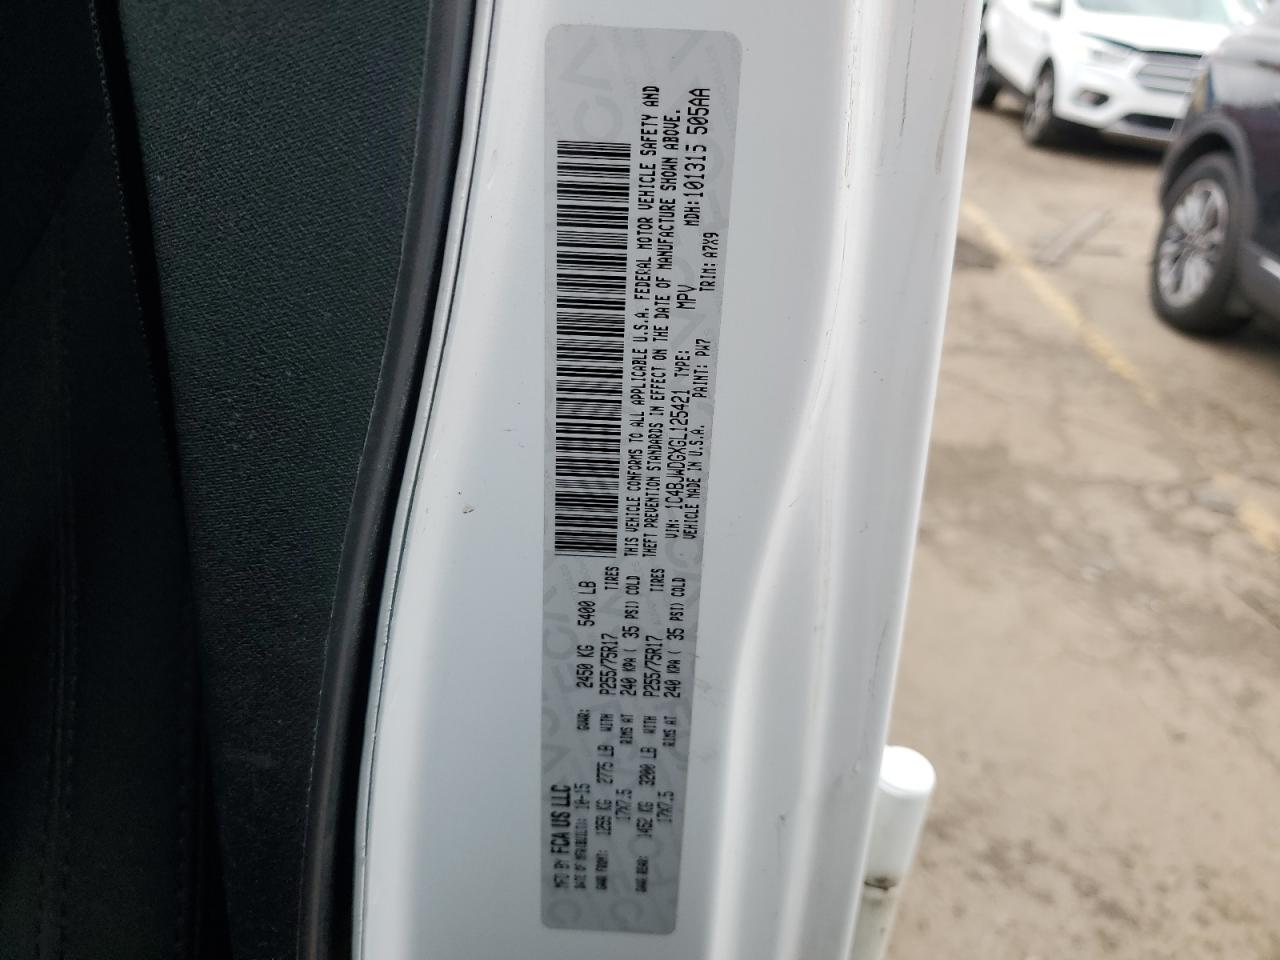 MFD BY FCA US LLC
DATE OF MFR 10-15 GVWR: 2450 KG 5400 LB
GAWR FRONT: 1259 KG 2775 LB WITH P255/75R17 TIRES
17X7.5 RIMS AT 240 KPA ( 35 PSI) COLD
GAWR REAR: 1452 KG 3200 LB WITH P255/75R17 TIRES
17X7.5 RIMS AT 240 KPA ( 35 PSI) COLD
THIS VEHICLE CONFORMS TO ALL APPLICABLE U.S.A. FEDERAL MOTOR VEHICLE SAFETY AND
THEFT PREVENTION STANDARDS IN EFFECT ON THE DATE OF MANUFACTURE SHOWN ABOVE.
VIN: 1C4BJWDGXGL125421 TYPE: MPV MDH:101315 505AA
VEHICLE MADE IN U.S.A. PAINT: PW7 TRIM: A7X9